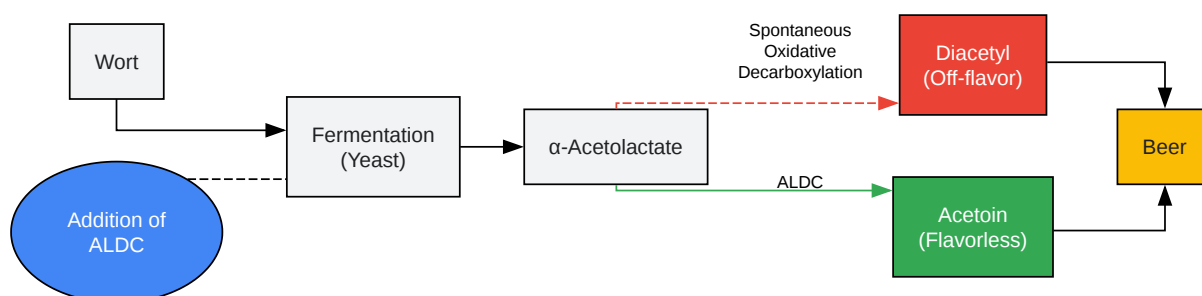 Wort
Addition of
ALDC
Fermentation
(Yeast)
α-Acetolactate
Spontaneous
Oxidative
Decarboxylation
ALDC
Diacetyl
(Off-flavor)
Acetoin
(Flavorless)
Beer